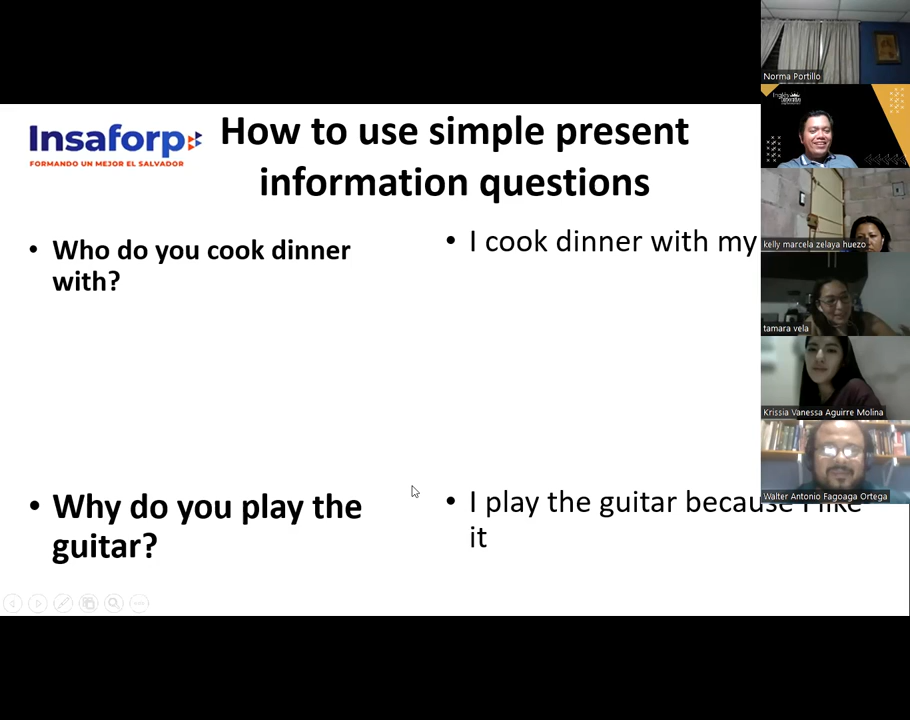 Insaforp
FORMANDO UN MEJOR EL SALVADOR
How to use simple present
information questions
• Who do you cook dinner
with?
• I cook dinner with my
• Why do you play the
guitar?
• I play the guitar because I like
it
Norma Portillo
kelly marcela zelaya huezo
tamara vela
Krissia Vanessa Aguirre Molina
Walter Antonio Fagoaga Ortega